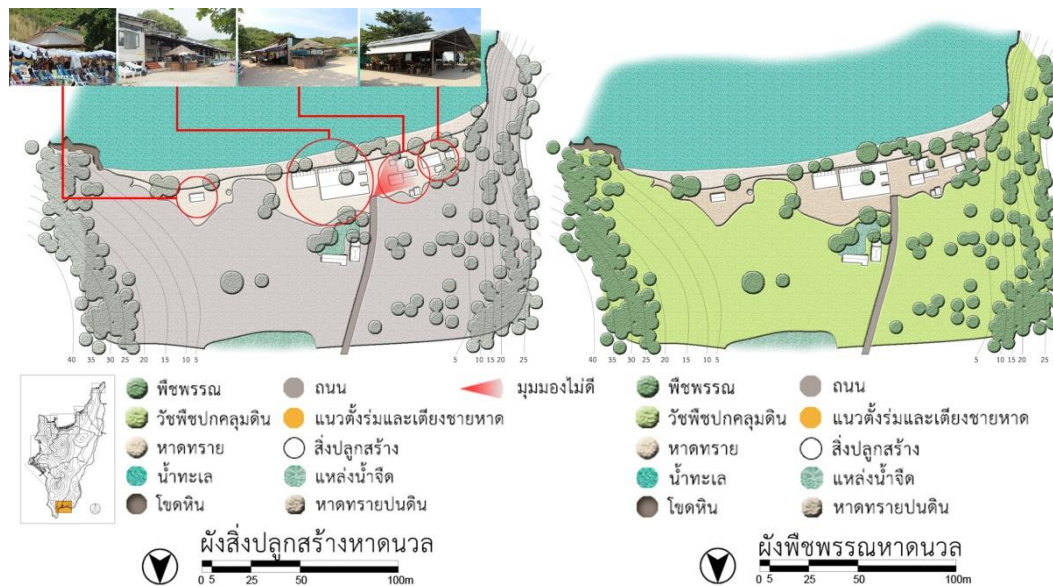 40 35 30 25 20 15 10 5
5 10 15 20 25
40 35 30 25 20 15 10 5
5 10 15 20 25
พืชพรรณ
วัชพืชปกคลุมดิน
หาดทราย
น้ำทะเล
โขดหิน
ถนน
แนวตั้งร่มและเตียงชายหาด
สิ่งปลูกสร้าง
แหล่งน้ำจืด
หาดทรายปนดิน
มุมมองไม่ดี
พืชพรรณ
วัชพืชปกคลุมดิน
หาดทราย
น้ำทะเล
โขดหิน
ถนน
แนวตั้งร่มและเตียงชายหาด
สิ่งปลูกสร้าง
แหล่งน้ำจืด
หาดทรายปนดิน
ผังสิ่งปลูกสร้างหาดนวล
0 5 25 50 100m
ผังพืชพรรณหาดนวล
0 5 25 50 100m